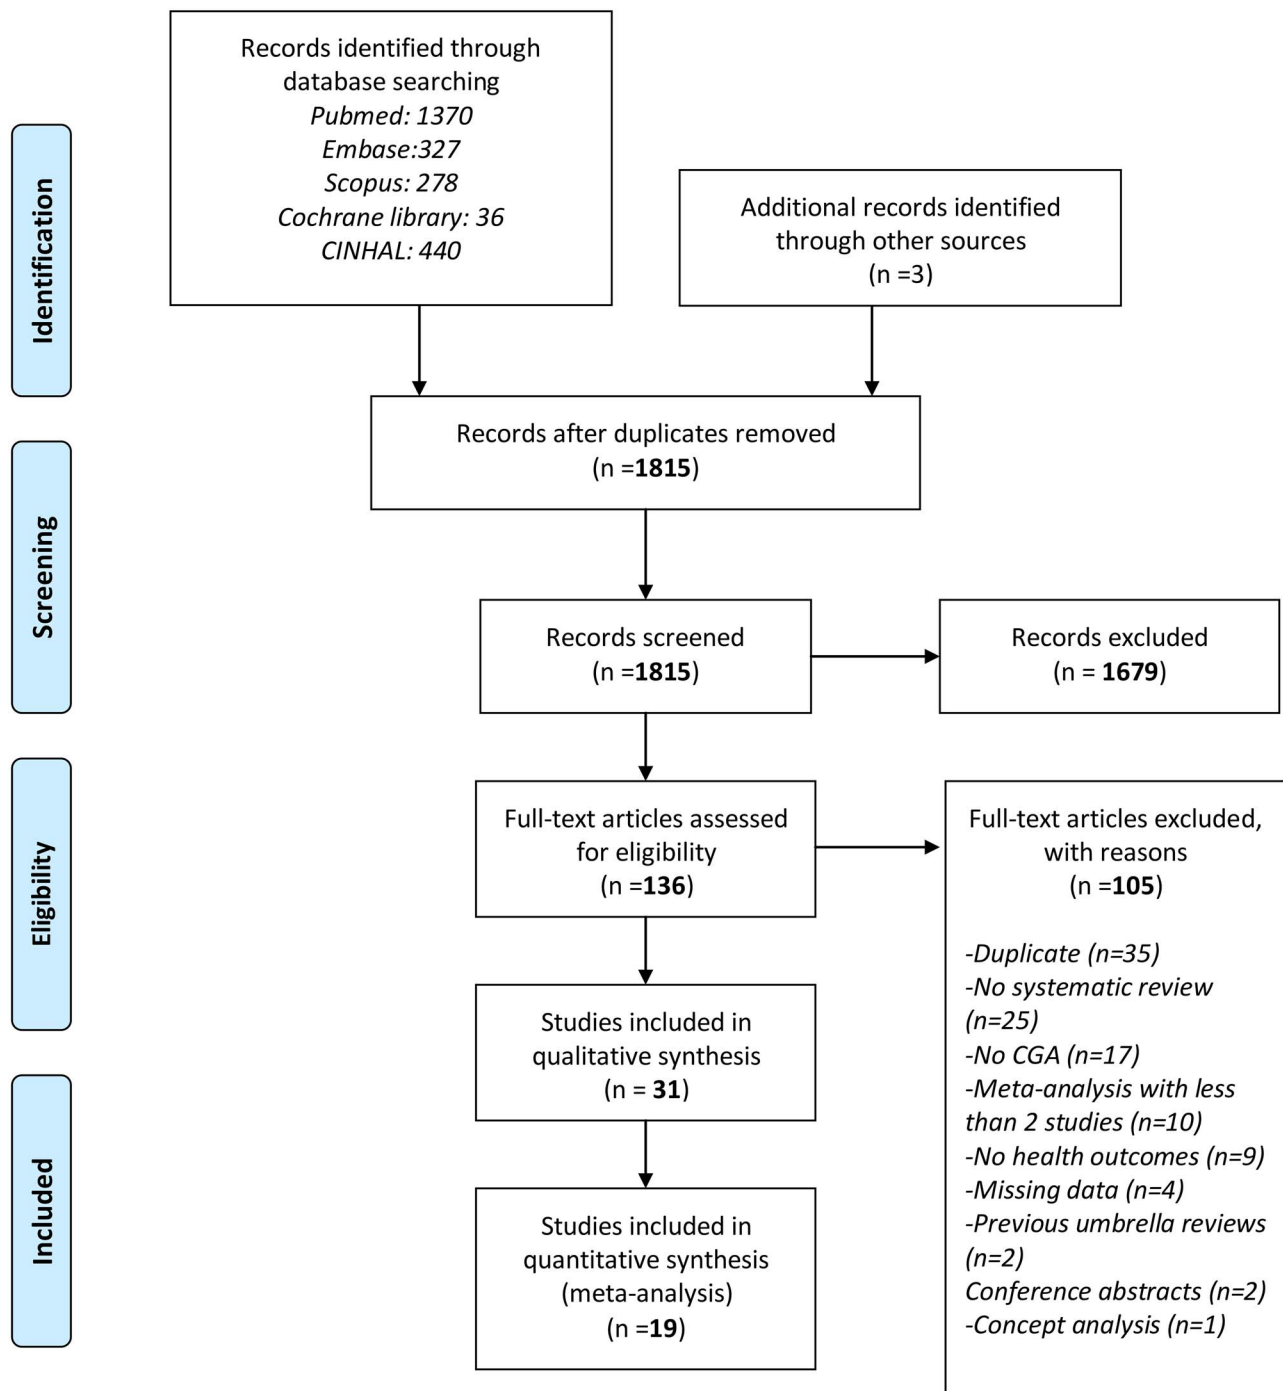 Records identified through
database searching
Pubmed: 1370
Embase:327
Scopus: 278
Cochrane library: 36
CINHAL: 440
Additional records identified
through other sources
(n =3)
Identification
Records after duplicates removed
(n =1815)
Screening
Records screened
(n =1815)
Records excluded
(n = 1679)
Eligibility
Full-text articles assessed
for eligibility
(n =136)
Full-text articles excluded,
with reasons
(n =105)
-Duplicate (n=35)
-No systematic review
(n=25)
-No CGA (n=17)
-Meta-analysis with less
than 2 studies (n=10)
-No health outcomes (n=9)
-Missing data (n=4)
-Previous umbrella reviews
(n=2)
Conference abstracts (n=2)
-Concept analysis (n=1)
Studies included in
qualitative synthesis
(n = 31)
Included
Studies included in
quantitative synthesis
(meta-analysis)
(n =19)